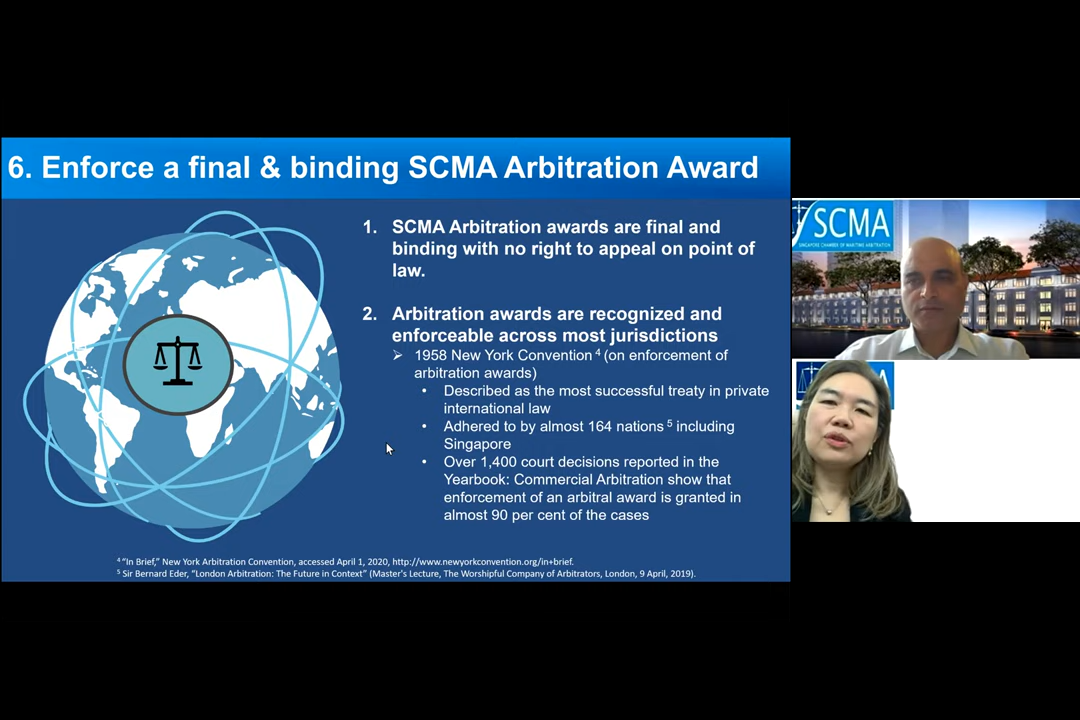 6. Enforce a final & binding SCMA Arbitration Award
1. SCMA Arbitration awards are final and
binding with no right to appeal on point of
law.
2. Arbitration awards are recognized and
enforceable across most jurisdictions
➢ 1958 New York Convention 4 (on enforcement of
arbitration awards)
• Described as the most successful treaty in private
international law
• Adhered to by almost 164 nations 5 including
Singapore
• Over 1,400 court decisions reported in the
Yearbook: Commercial Arbitration show that
enforcement of an arbitral award is granted in
almost 90 per cent of the cases
4 "In Brief," New York Arbitration Convention, accessed April 1, 2020, http://www.newyorkconvention.org/in+brief.
5 Sir Bernard Eder, "London Arbitration: The Future in Context" (Master's Lecture, The Worshipful Company of Arbitrators, London, 9 April, 2019).
SCMA
SINGAPORE CHAMBER OF MARITIME ARBITRATION